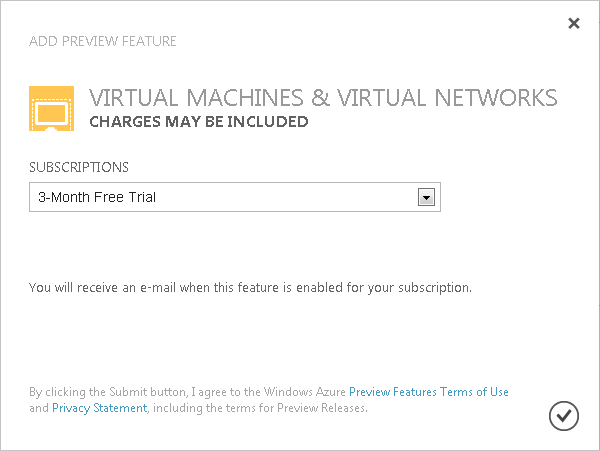 ADD PREVIEW FEATURE
VIRTUAL MACHINES & VIRTUAL NETWORKS
CHARGES MAY BE INCLUDED
SUBSCRIPTIONS
3-Month Free Trial
You will receive an e-mail when this feature is enabled for your subscription.
By clicking the Submit button, I agree to the Windows Azure Preview Features Terms of Use
and Privacy Statement, including the terms for Preview Releases.